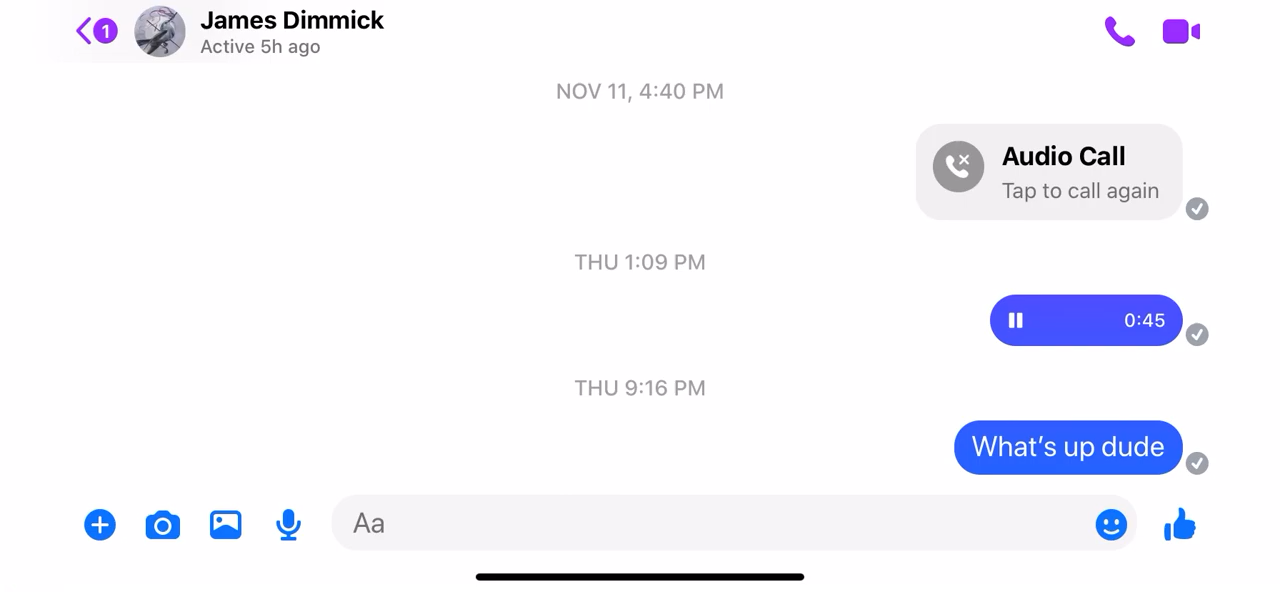 1
James Dimmick
Active 5h ago
NOV 11, 4:40 PM
Audio Call
Tap to call again
THU 1:09 PM
0:45
THU 9:16 PM
What's up dude
Aa